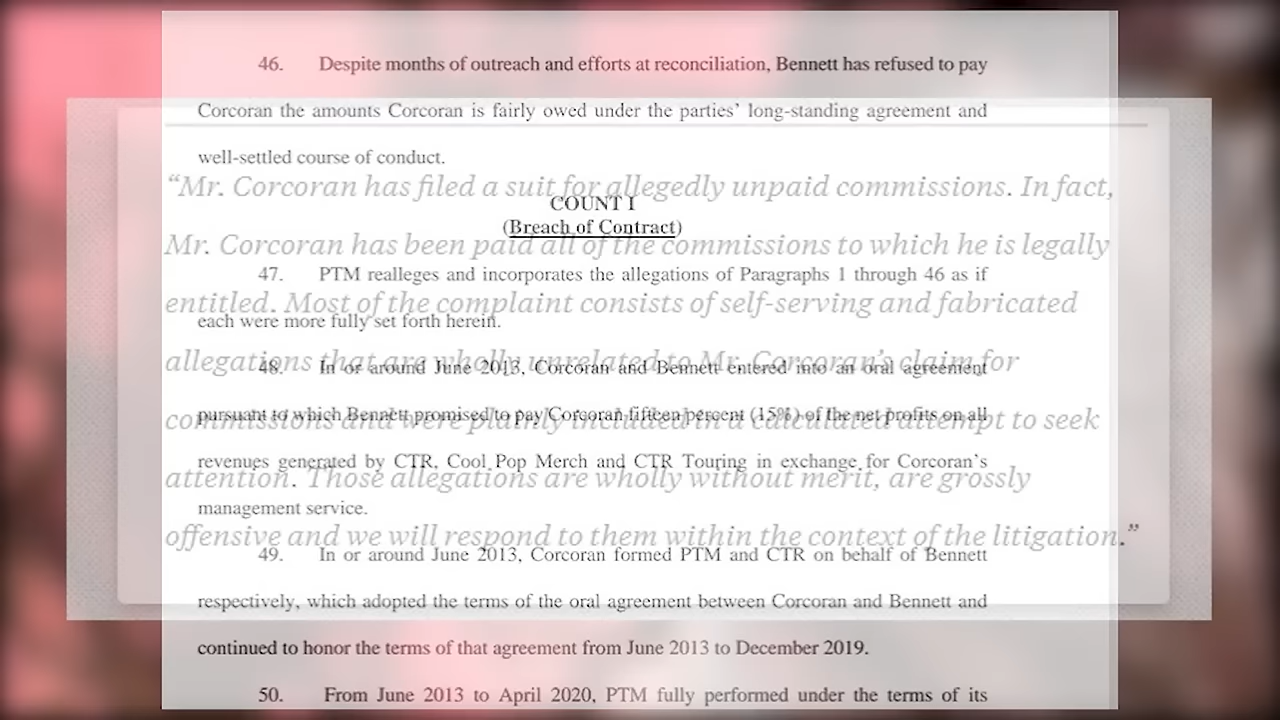 46. Despite months of outreach and efforts at reconciliation, Bennett has refused to pay
Corcoran the amounts Corcoran is fairly owed under the parties' long-standing agreement and
well-settled course of conduct.
COUNT I
(Breach of Contract)
47. PTM realleges and incorporates the allegations of Paragraphs 1 through 46 as if
each were more fully set forth herein.
48. In or around June 2013, Corcoran and Bennett entered into an oral agreement
pursuant to which Bennett promised to pay Corcoran fifteen percent (15%) of the net profits on all
revenues generated by CTR, Cool Pop Merch and CTR Touring in exchange for Corcoran's
management service.
49. In or around June 2013, Corcoran formed PTM and CTR on behalf of Bennett
respectively, which adopted the terms of the oral agreement between Corcoran and Bennett and
continued to honor the terms of that agreement from June 2013 to December 2019.
50. From June 2013 to April 2020, PTM fully performed under the terms of its
“Mr. Corcoran has filed a suit for allegedly unpaid commissions. In fact,
Mr. Corcoran has been paid all of the commissions to which he is legally
entitled. Most of the complaint consists of self-serving and fabricated
allegations that are wholly unrelated to Mr. Corcoran's claim for
commissions and were plainly included in a calculated attempt to seek
attention. Those allegations are wholly without merit, are grossly
offensive and we will respond to them within the context of the litigation.”